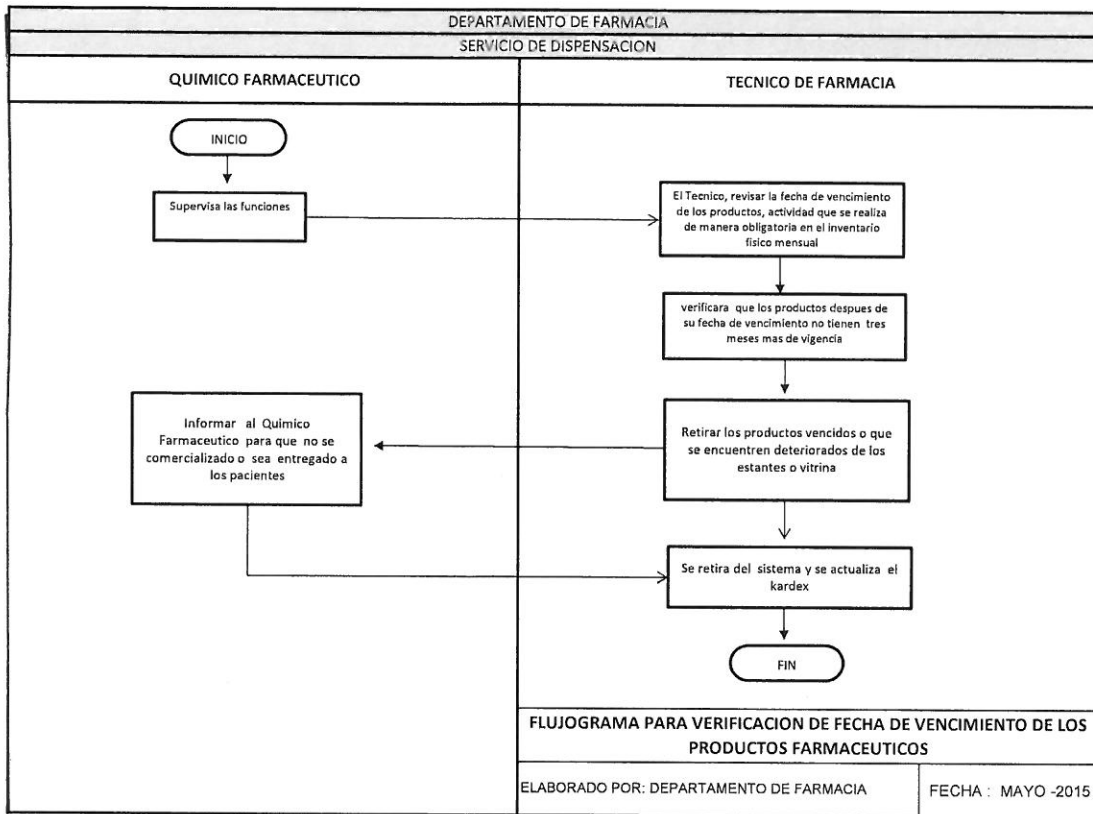 DEPARTAMENTO DE FARMACIA
SERVICIO DE DISPENSACION
QUIMICO FARMACEUTICO
TECNICO DE FARMACIA
INICIO
Supervisa las funciones
El Tecnico, revisar la fecha de vencimiento
de los productos, actividad que se realiza
de manera obligatoria en el inventario
fisico mensual
verificara que los productos despues de
su fecha de vencimiento no tienen tres
meses mas de vigencia
Retirar los productos vencidos o que
se encuentren deteriorados de los
estantes o vitrina
Informar al Quimico
Farmaceutico para que no se
comercializado o sea entregado a
los pacientes
Se retira del sistema y se actualiza el
kardex
FIN
FLUJOGRAMA PARA VERIFICACION DE FECHA DE VENCIMIENTO DE LOS
PRODUCTOS FARMACEUTICOS
ELABORADO POR: DEPARTAMENTO DE FARMACIA
FECHA : MAYO -2015